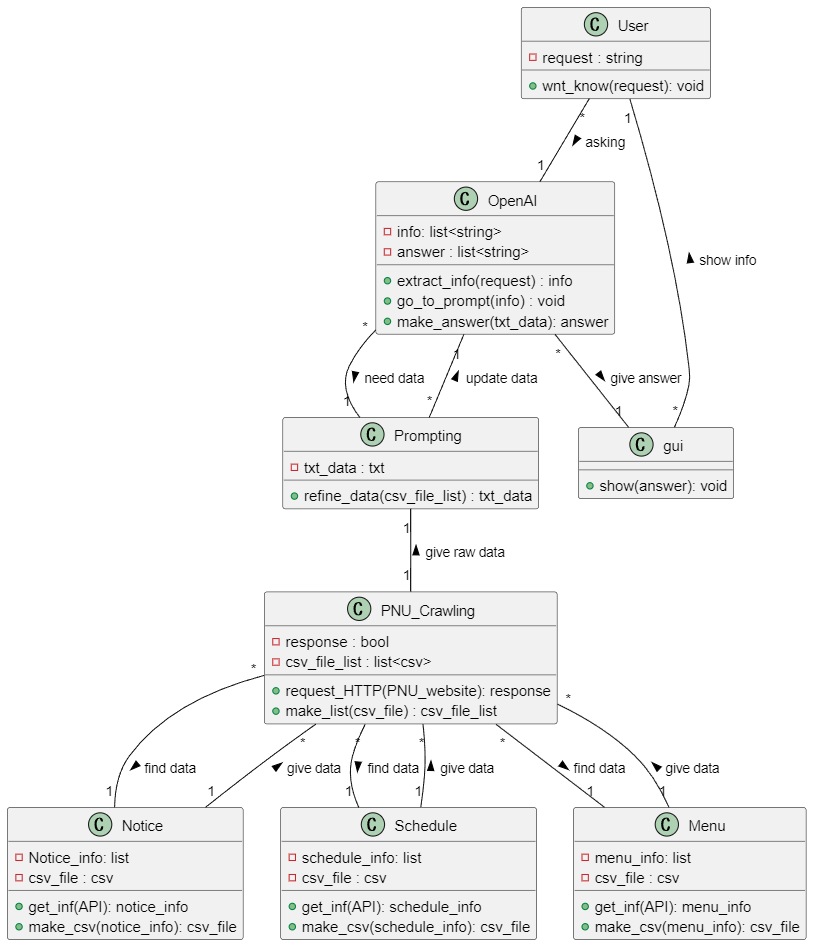 C User
request : string
wnt_know(request): void
* 1
asking
1
C OpenAI
info: list<string>
answer : list<string>
extract_info(request) : info
go_to_prompt(info) : void
make_answer(txt_data): answer
show info
* 1 *
need data
update data
give answer
1 * 1 *
C Prompting
txt_data : txt
refine_data(csv_file_list) : txt_data
C gui
show(answer): void
1
give raw data
1
C PNU_Crawling
response : bool
csv_file_list : list<csv>
request_HTTP(PNU_website): response
make_list(csv_file) : csv_file_list
* * * * * *
find data
give data
find data
give data
find data
give data
1 1 1 1 1 1
C Notice
Notice_info: list
csv_file : csv
get_inf(API): notice_info
make_csv(notice_info): csv_file
C Schedule
schedule_info: list
csv_file : csv
get_inf(API): schedule_info
make_csv(schedule_info): csv_file
C Menu
menu_info: list
csv_file : csv
get_inf(API): menu_info
make_csv(menu_info): csv_file